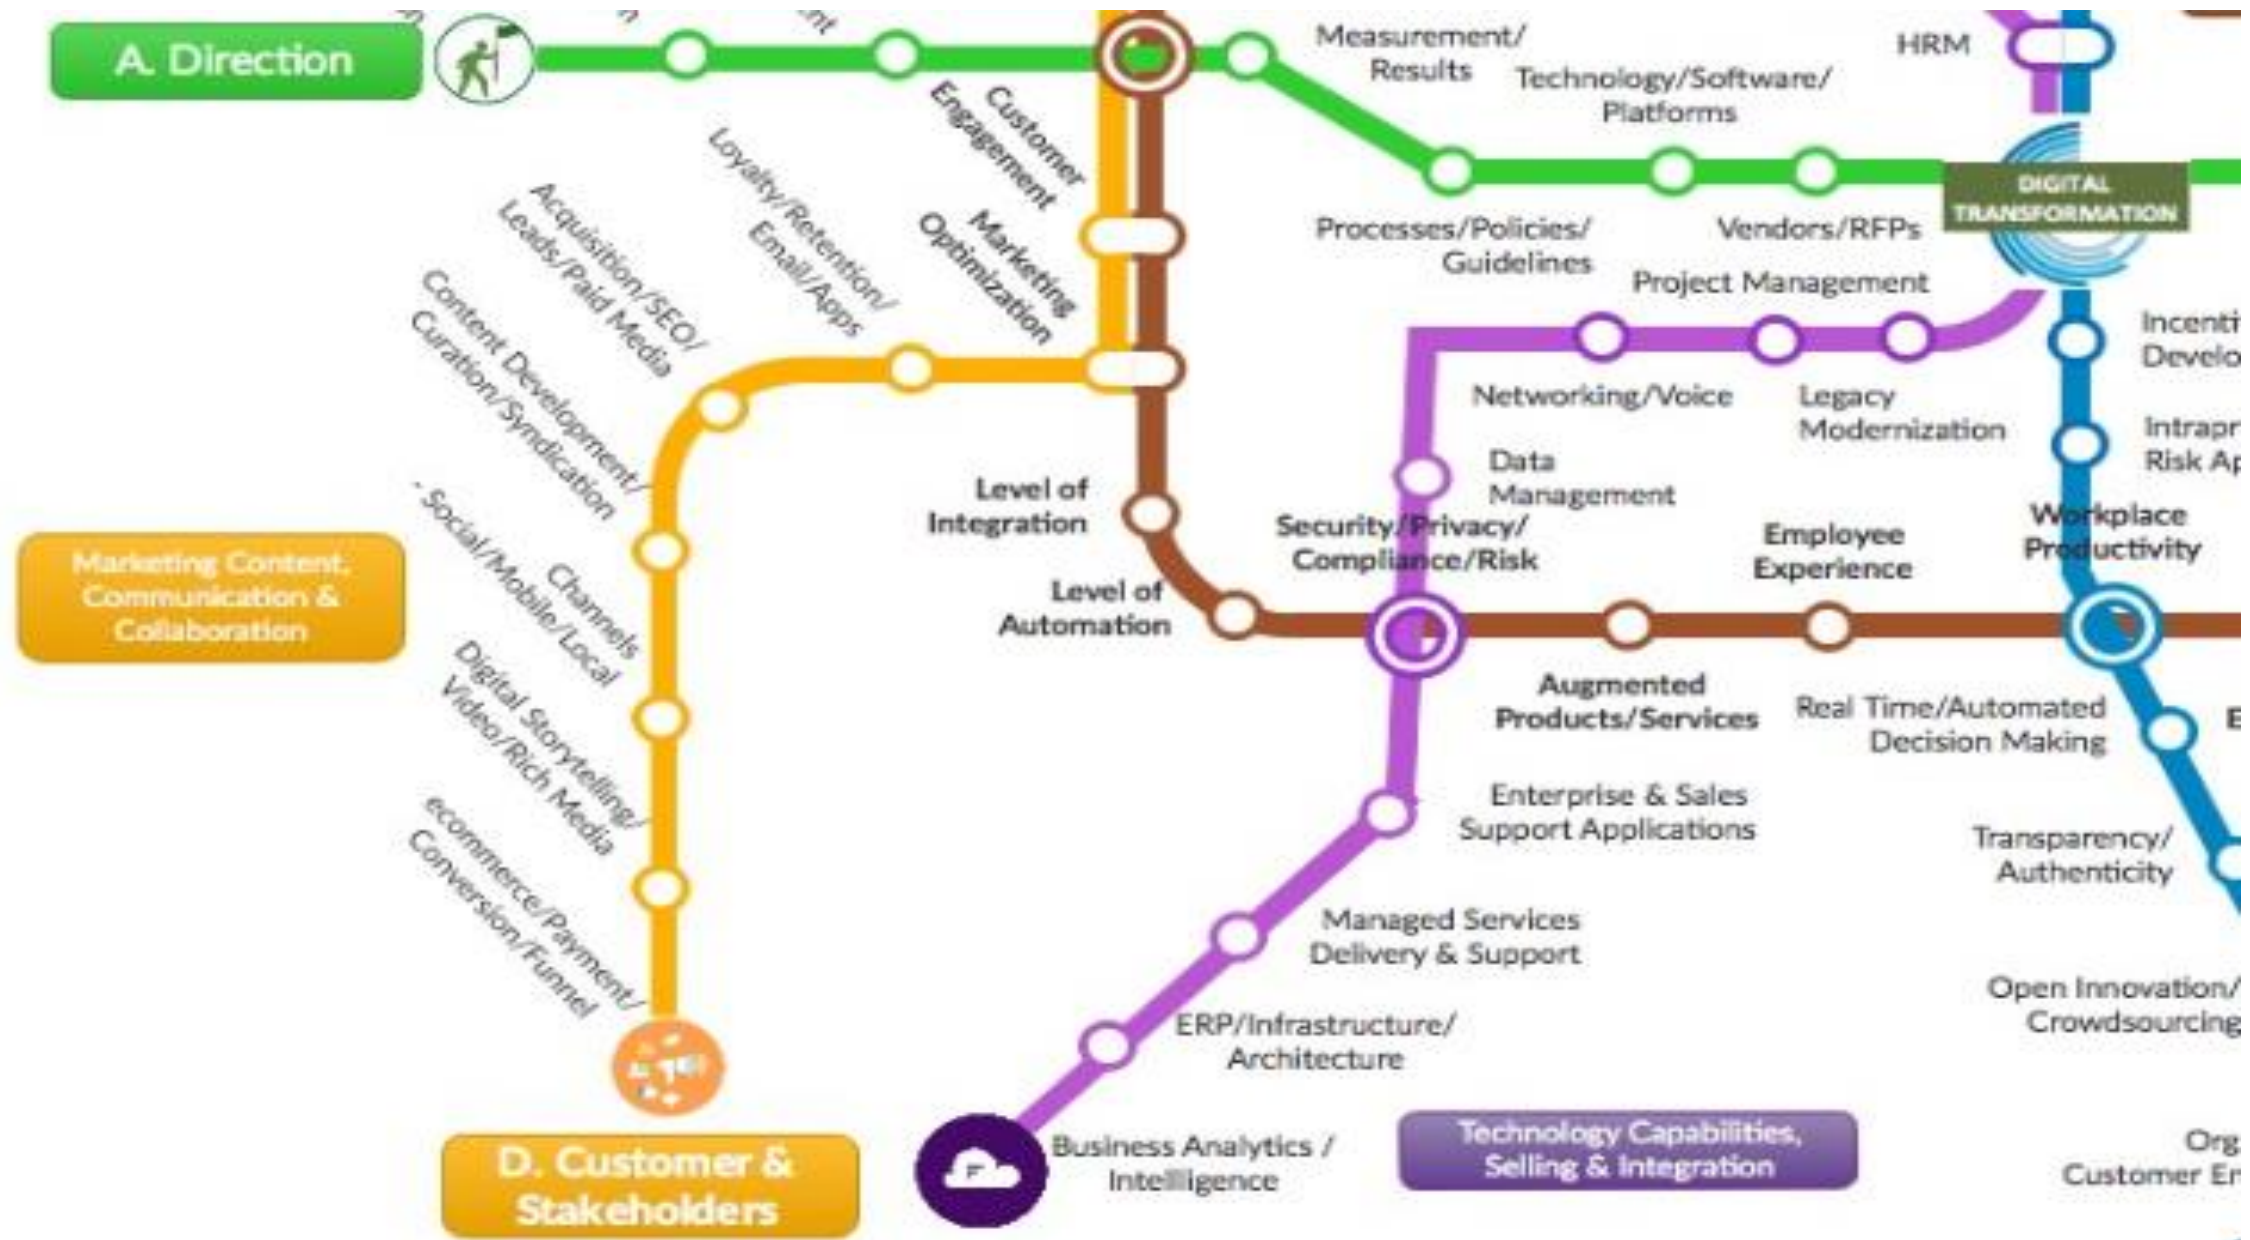 A. Direction
Measurement/
Results
Technology/Software/
Platforms
HRM
DIGITAL
TRANSFORMATION
Customer
Engagement
Loyalty/Retention/
Email/Apps
Acquisition/SEO/
Leads/Paid Media
Marketing
Optimization
Processes/Policies/
Guidelines
Vendors/RFPs
Project Management
Content Development/
Curation/Syndication
Networking/Voice
Legacy
Modernization
Data
Management
Level of
Integration
Security/Privacy/
Compliance/Risk
Employee
Experience
Workplace
Productivity
Marketing Content,
Communication &
Collaboration
Channels
- Social/Mobile/Local
Level of
Automation
Digital Storytelling/
Video/Rich Media
Augmented
Products/Services
Real Time/Automated
Decision Making
Enterprise & Sales
Support Applications
Transparency/
Authenticity
ecommerce/Payment/
Conversion/Funnel
Managed Services
Delivery & Support
Open Innovation/
Crowdsourcing
ERP/Infrastructure/
Architecture
Business Analytics /
Intellligence
Technology Capabilities,
Selling & Integration
D. Customer &
Stakeholders
Customer